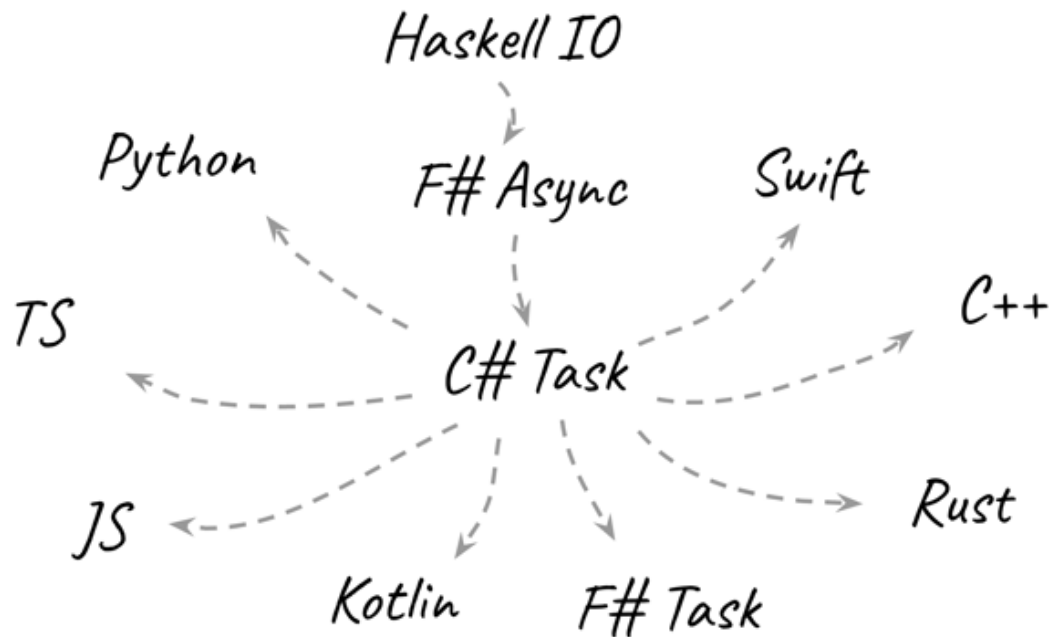 Haskell IO
Python
F# Async
Swift
TS
C++
C# Task
JS
Rust
Kotlin
F# Task